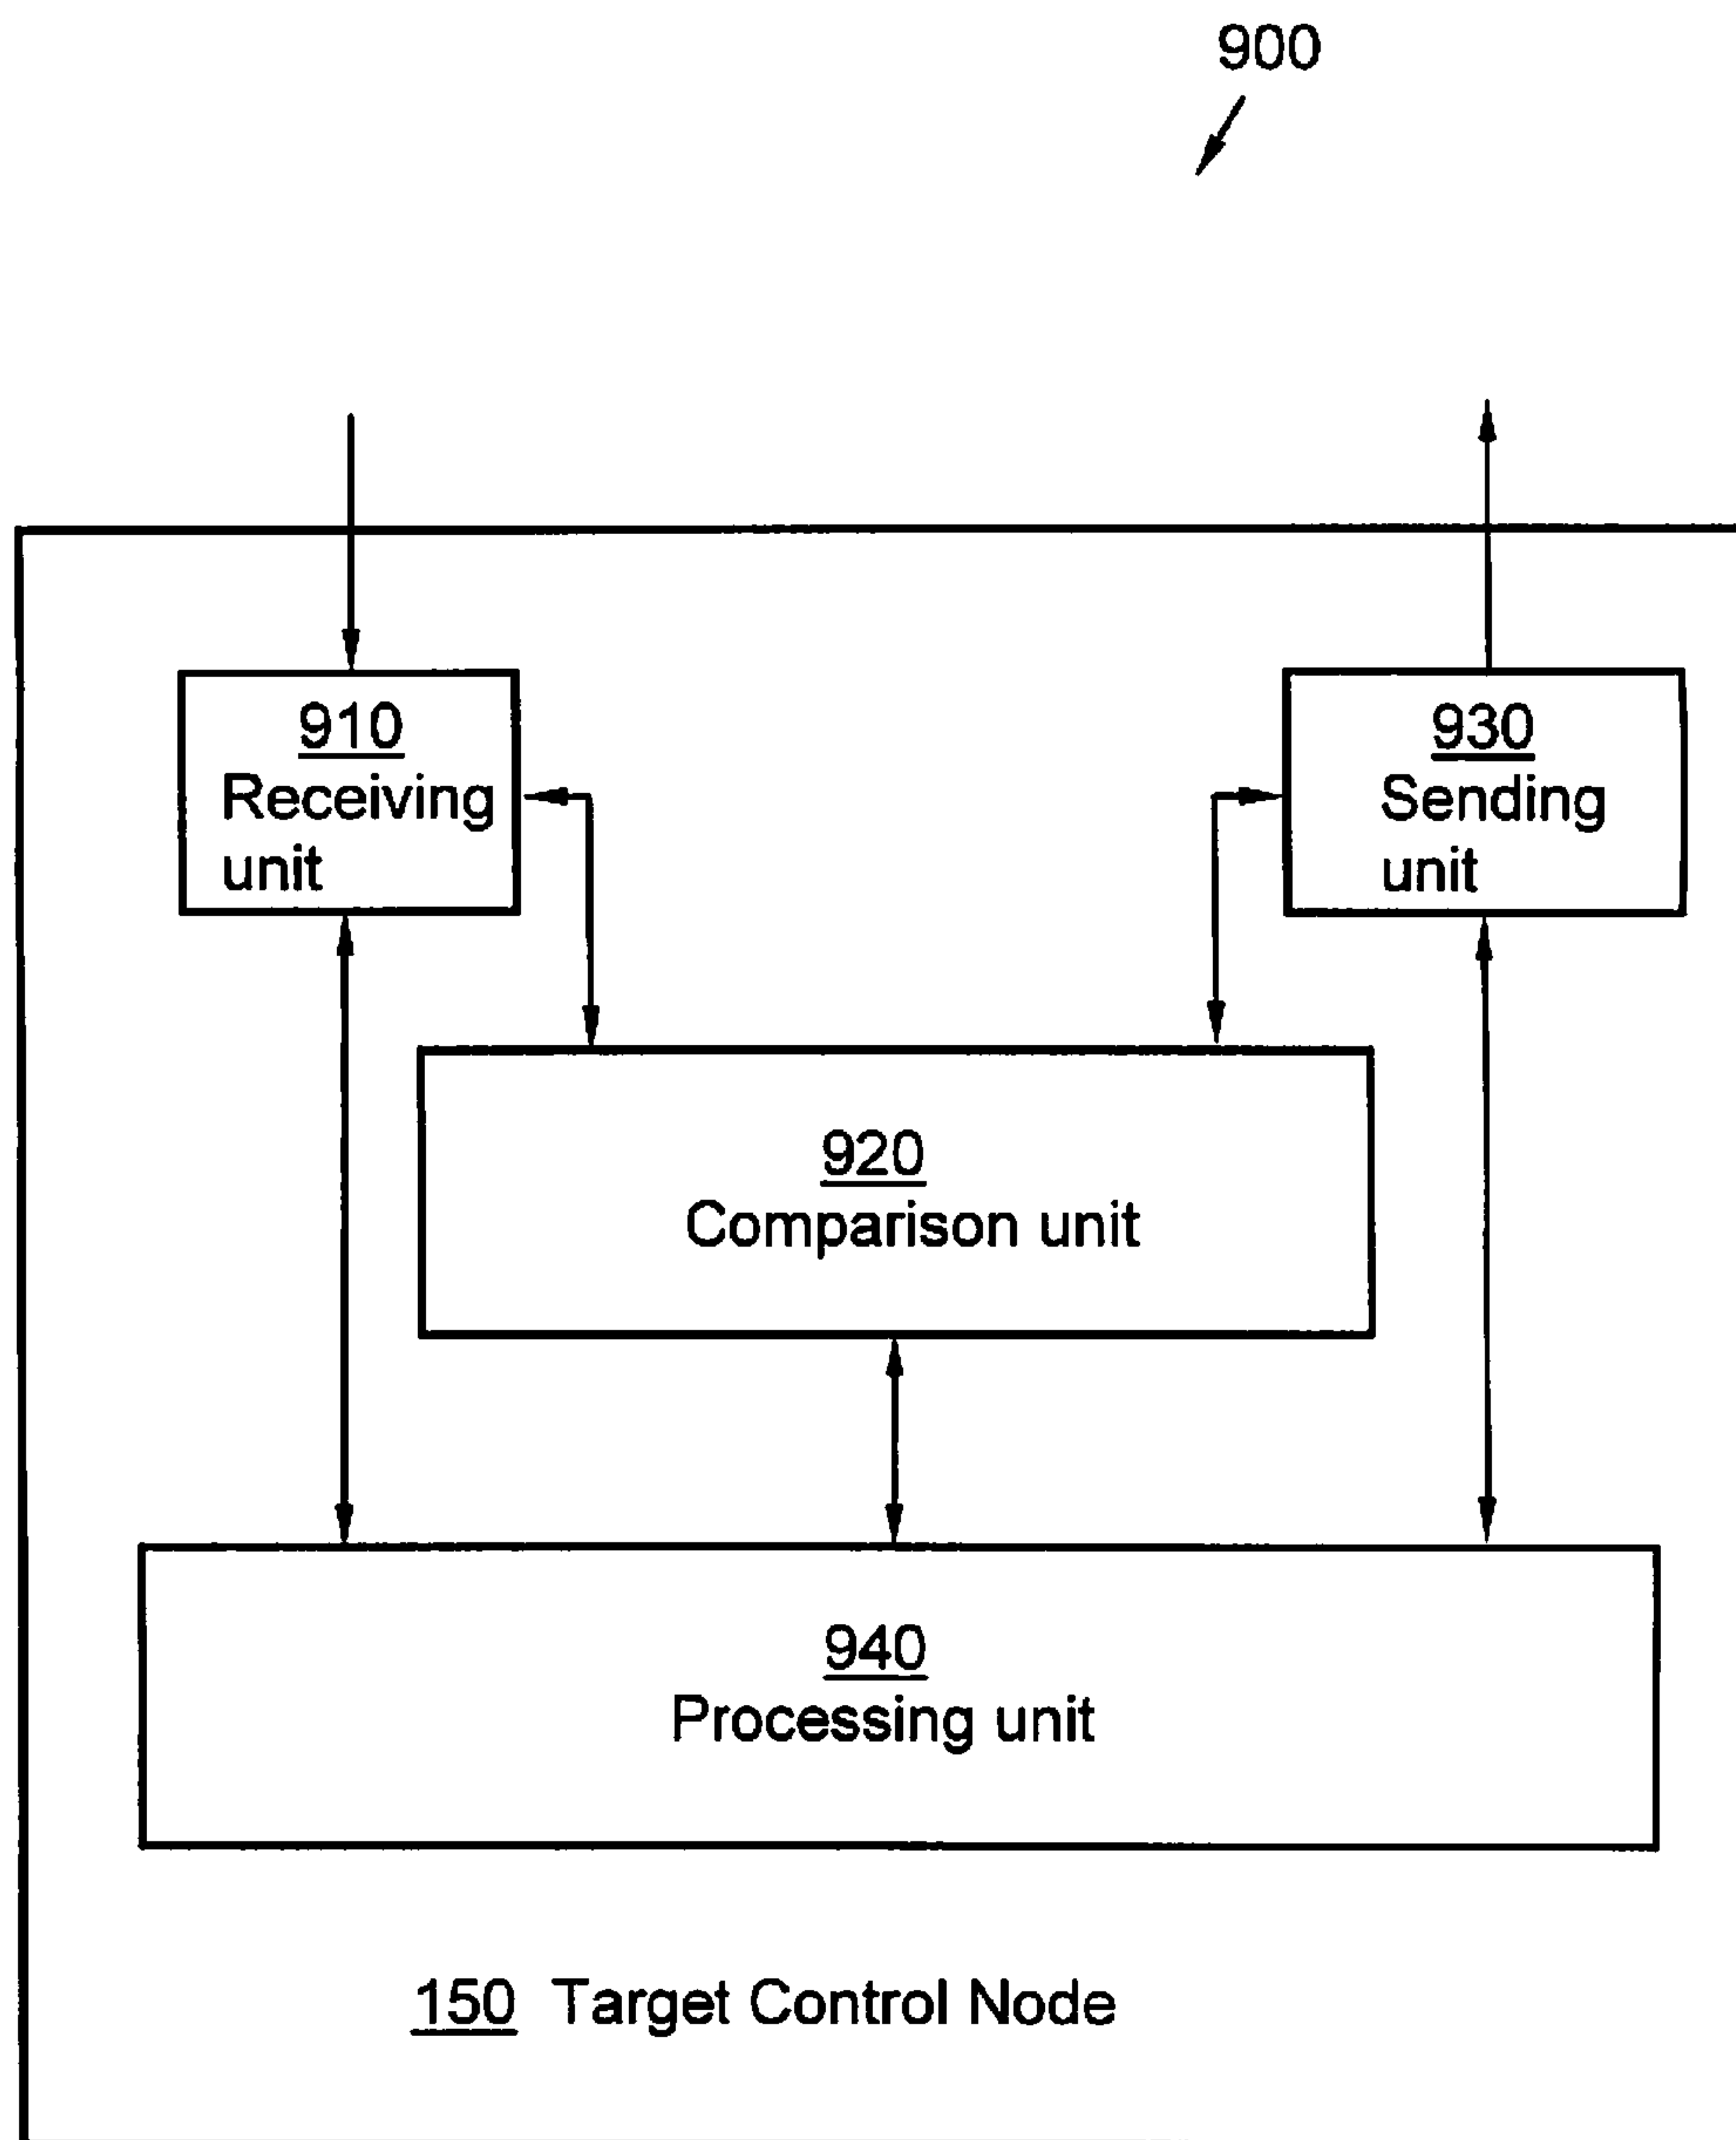 900
910
Receiving
unit
930
Sending
unit
920
Comparison unit
940
Processing unit
150 Target Control Node